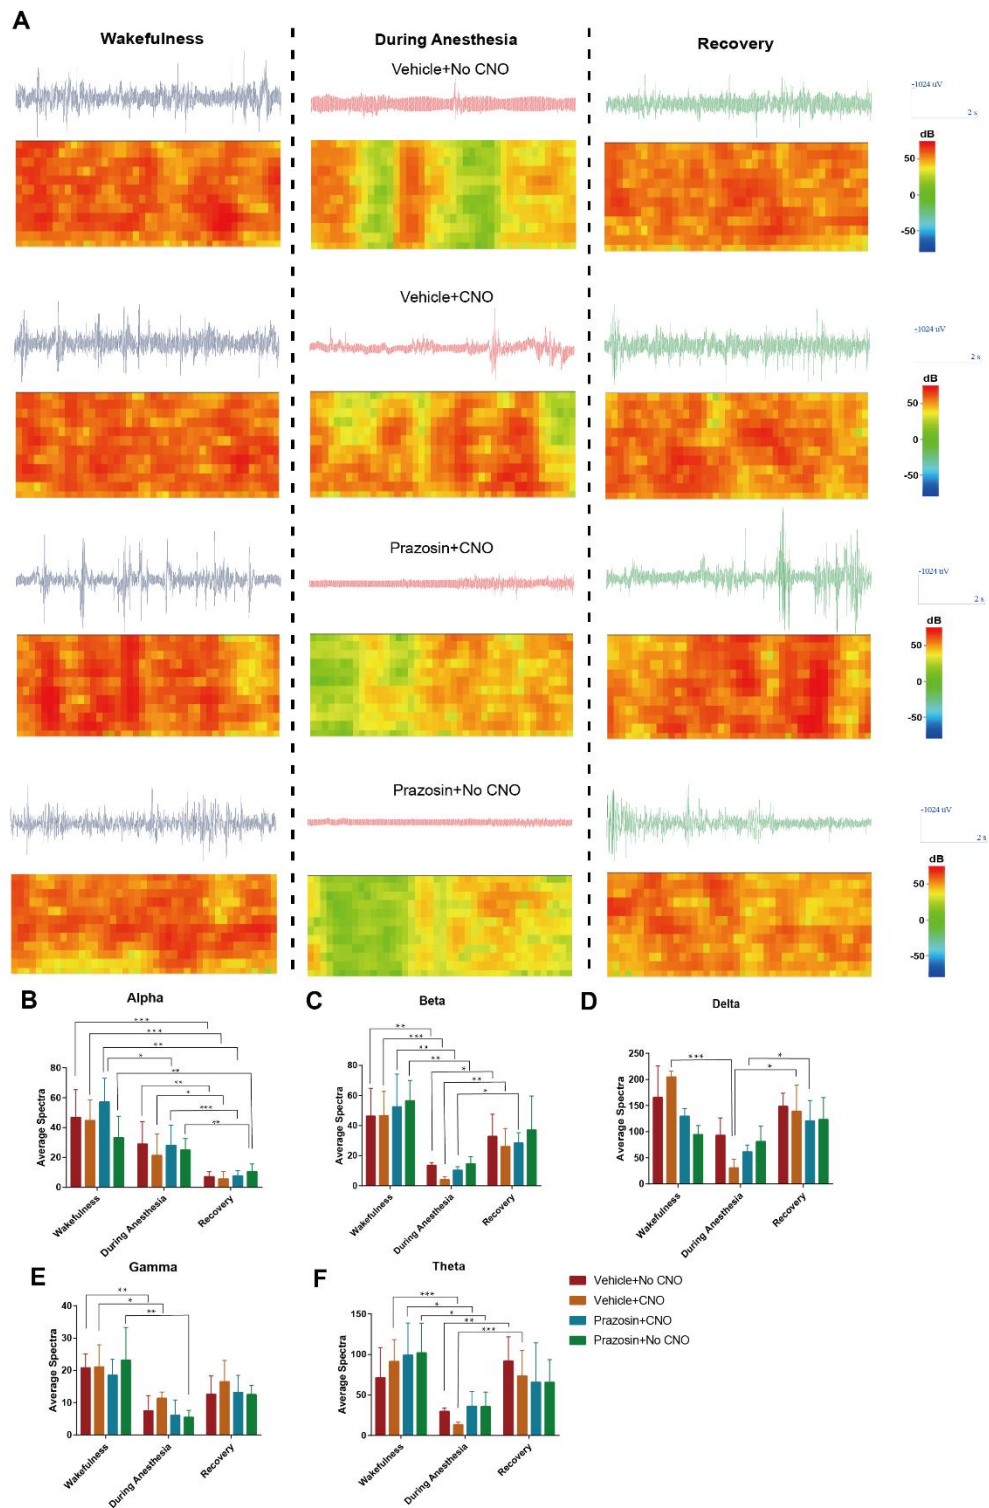 A
Wakefulness
During Anesthesia
Recovery
Vehicle+No CNO
-1024 uV
2 s
dB
50
0
-50
Vehicle+CNO
-1024 uV
2 s
dB
50
0
-50
Prazosin+CNO
-1024 uV
2 s
dB
50
0
-50
Prazosin+No CNO
-1024 uV
2 s
dB
50
0
-50
B
Alpha
Average Spectra
80
60
40
20
0
***
***
**
*
**
**
*
***
**
Wakefulness
During Anesthesia
Recovery
C
Beta
Average Spectra
80
60
40
20
0
**
***
**
**
*
**
*
Wakefulness
During Anesthesia
Recovery
D
Delta
Average Spectra
250
200
150
100
50
0
***
*
*
Wakefulness
During Anesthesia
Recovery
E
Gamma
Average Spectra
40
30
20
10
0
**
*
**
Wakefulness
During Anesthesia
Recovery
F
Theta
Average Spectra
150
100
50
0
***
*
*
**
***
Wakefulness
During Anesthesia
Recovery
Vehicle+No CNO
Vehicle+CNO
Prazosin+CNO
Prazosin+No CNO